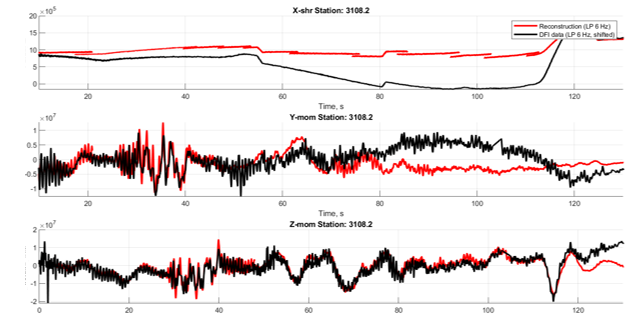 X-shr Station: 3108.2
20 ×10⁵
15
10
5
0
Reconstruction (LP 6 Hz)
DFI data (LP 6 Hz, shifted)
20 40 60 80 100 120
Time, s
Y-mom Station: 3108.2
×10⁷
1
0.5
0
-0.5
-1
20 40 60 80 100 120
Time, s
Z-mom Station: 3108.2
2 ×10⁷
1
0
-1
-2
0 20 40 60 80 100 120